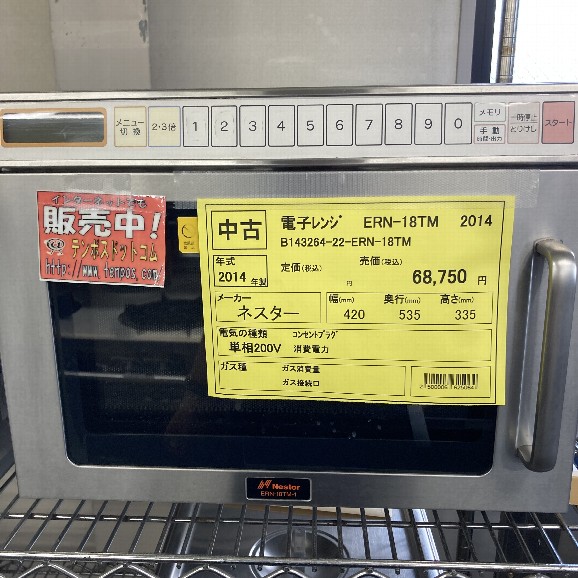 メニュー
切換
2・3倍
1 2 3 4 5 6 7 8 9 0
メモリ
手動
時間・出力
一時停止
とりけし
スタート
インターネットでも
販売中!
テンポスドットコム
http://www.tempos.com/
中古
電子レンジ ERN-18TM 2014
B143264-22-ERN-18TM
年式
2014 年製
定価(税込) 円
売価(税込) 68,750 円
メーカー
ネスター
幅(mm) 奥行(mm) 高さ(mm)
420 535 335
電気の種類 コンセントプラグ
単相200V 消費電力
ガス種 ガス消費量
ガス接続口
Nestor
ERN-18TM-1